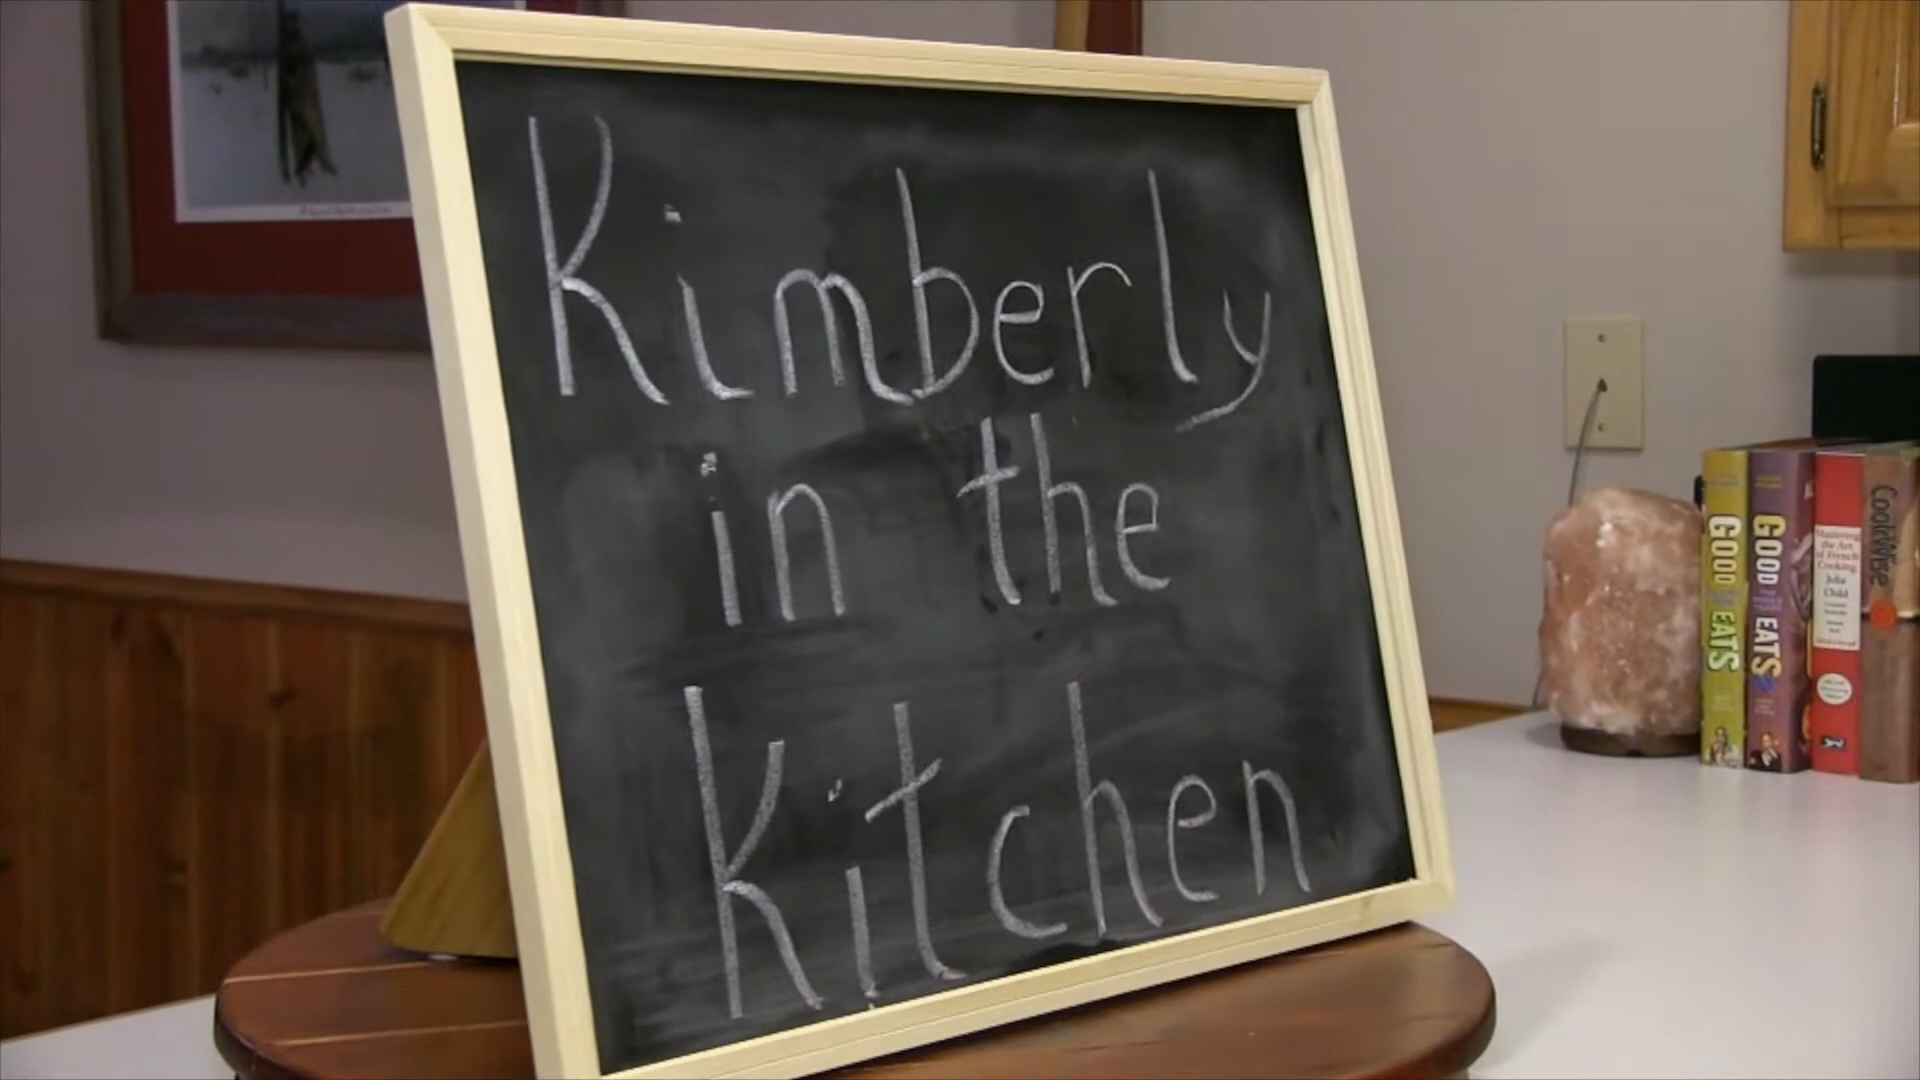 Kimberly
in the
Kitchen
GOOD EATS
GOOD EATS
Mastering
the Art
of French
Cooking
Julia
Child
CookWise